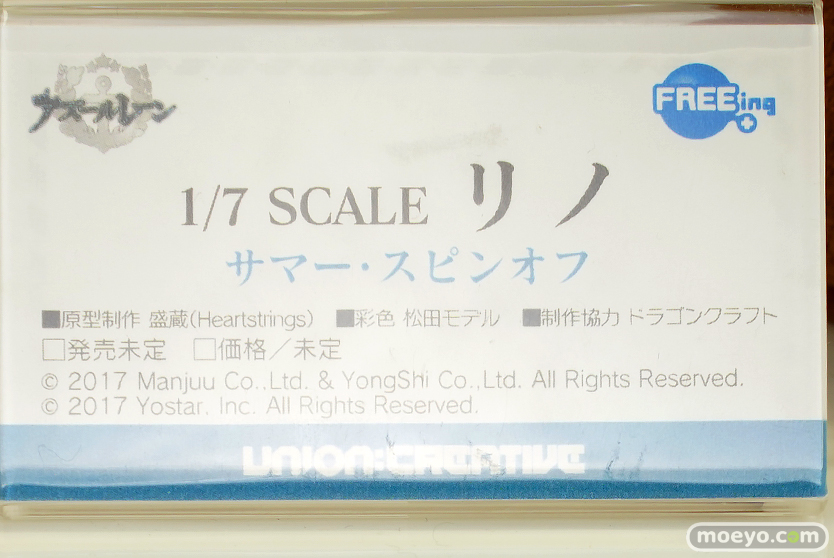 アズールレーン
FREEing
1/7 SCALE リノ
サマー・スピンオフ
■原型制作 盛蔵(Heartstrings) ■彩色 松田モデル ■制作協力 ドラゴンクラフト
□発売未定 □価格／未定
© 2017 Manjuu Co.,Ltd. & YongShi Co.,Ltd. All Rights Reserved.
© 2017 Yostar, Inc. All Rights Reserved.
UNION CREATIVE
moeyo.com